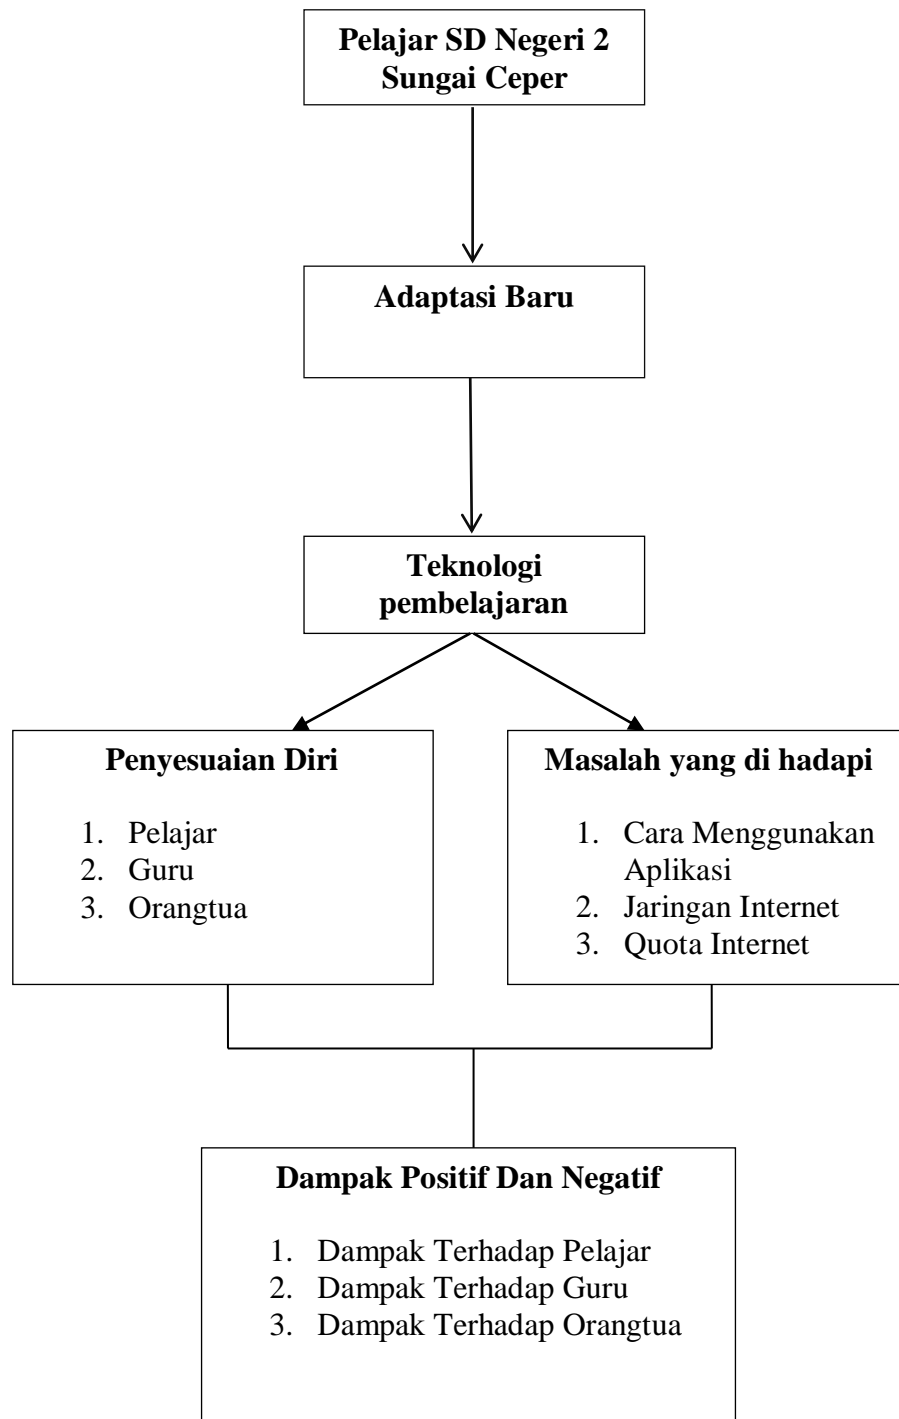 Pelajar SD Negeri 2
Sungai Ceper
Adaptasi Baru
Teknologi
pembelajaran
Penyesuaian Diri
1. Pelajar
2. Guru
3. Orangtua
Masalah yang di hadapi
1. Cara Menggunakan
Aplikasi
2. Jaringan Internet
3. Quota Internet
Dampak Positif Dan Negatif
1. Dampak Terhadap Pelajar
2. Dampak Terhadap Guru
3. Dampak Terhadap Orangtua